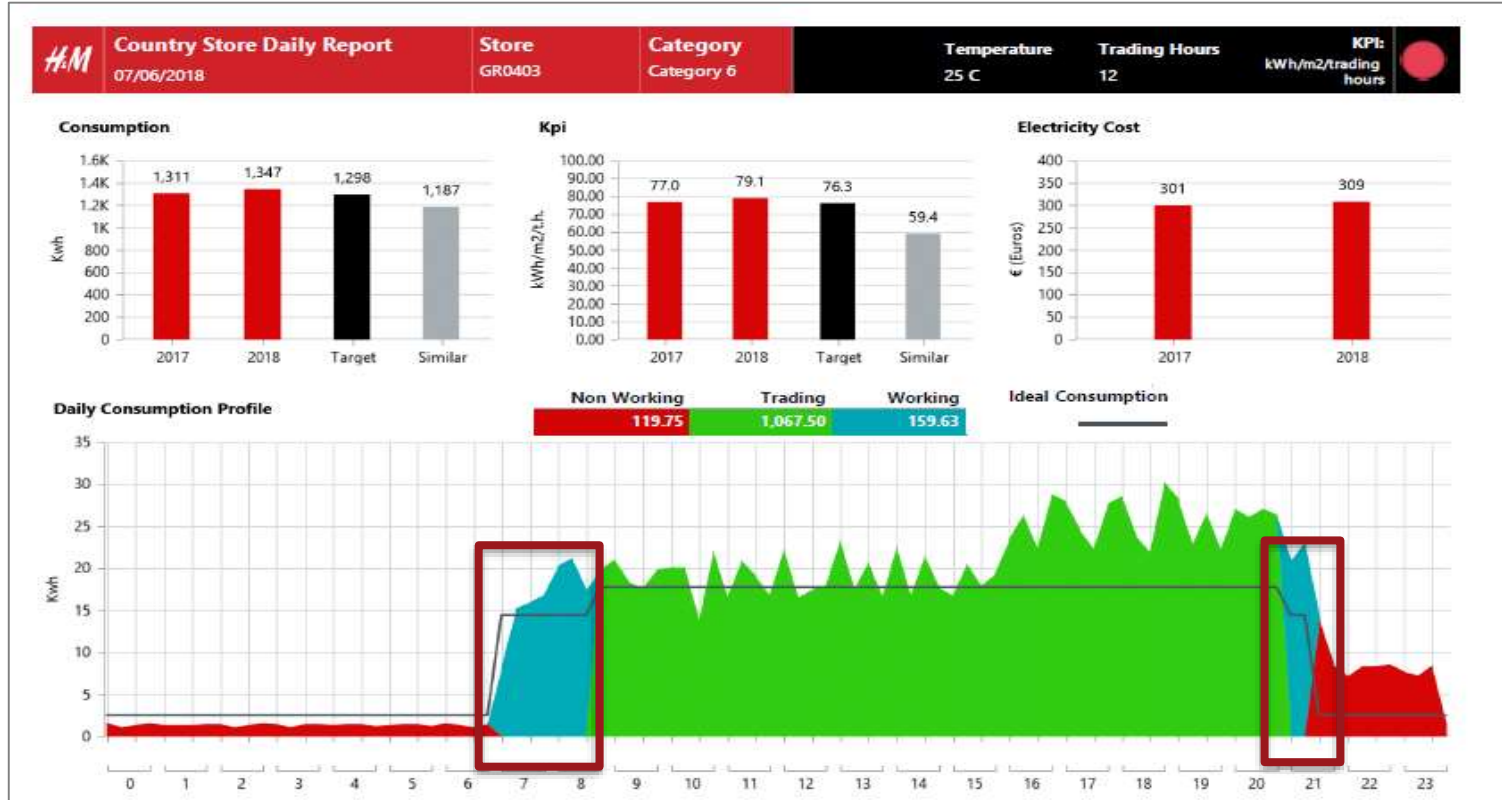 H&M
Country Store Daily Report
07/06/2018
Store
GR0403
Category
Category 6
Temperature
25 C
Trading Hours
12
KPI:
kWh/m2/trading
hours
Consumption
Kwh
1.6K
1.4K
1.2K
1K
800
600
400
200
0
1,311
1,347
1,298
1,187
2017
2018
Target
Similar
Kpi
kWh/m2/t.h.
100.00
90.00
80.00
70.00
60.00
50.00
40.00
30.00
20.00
10.00
0.00
77.0
79.1
76.3
59.4
2017
2018
Target
Similar
Electricity Cost
€ (Euros)
400
350
300
250
200
150
100
50
0
301
309
2017
2018
Daily Consumption Profile
Non Working
Trading
Working
119.75
1,067.50
159.63
Ideal Consumption
Kwh
35
30
25
20
15
10
5
0
0 1 2 3 4 5 6 7 8 9 10 11 12 13 14 15 16 17 18 19 20 21 22 23